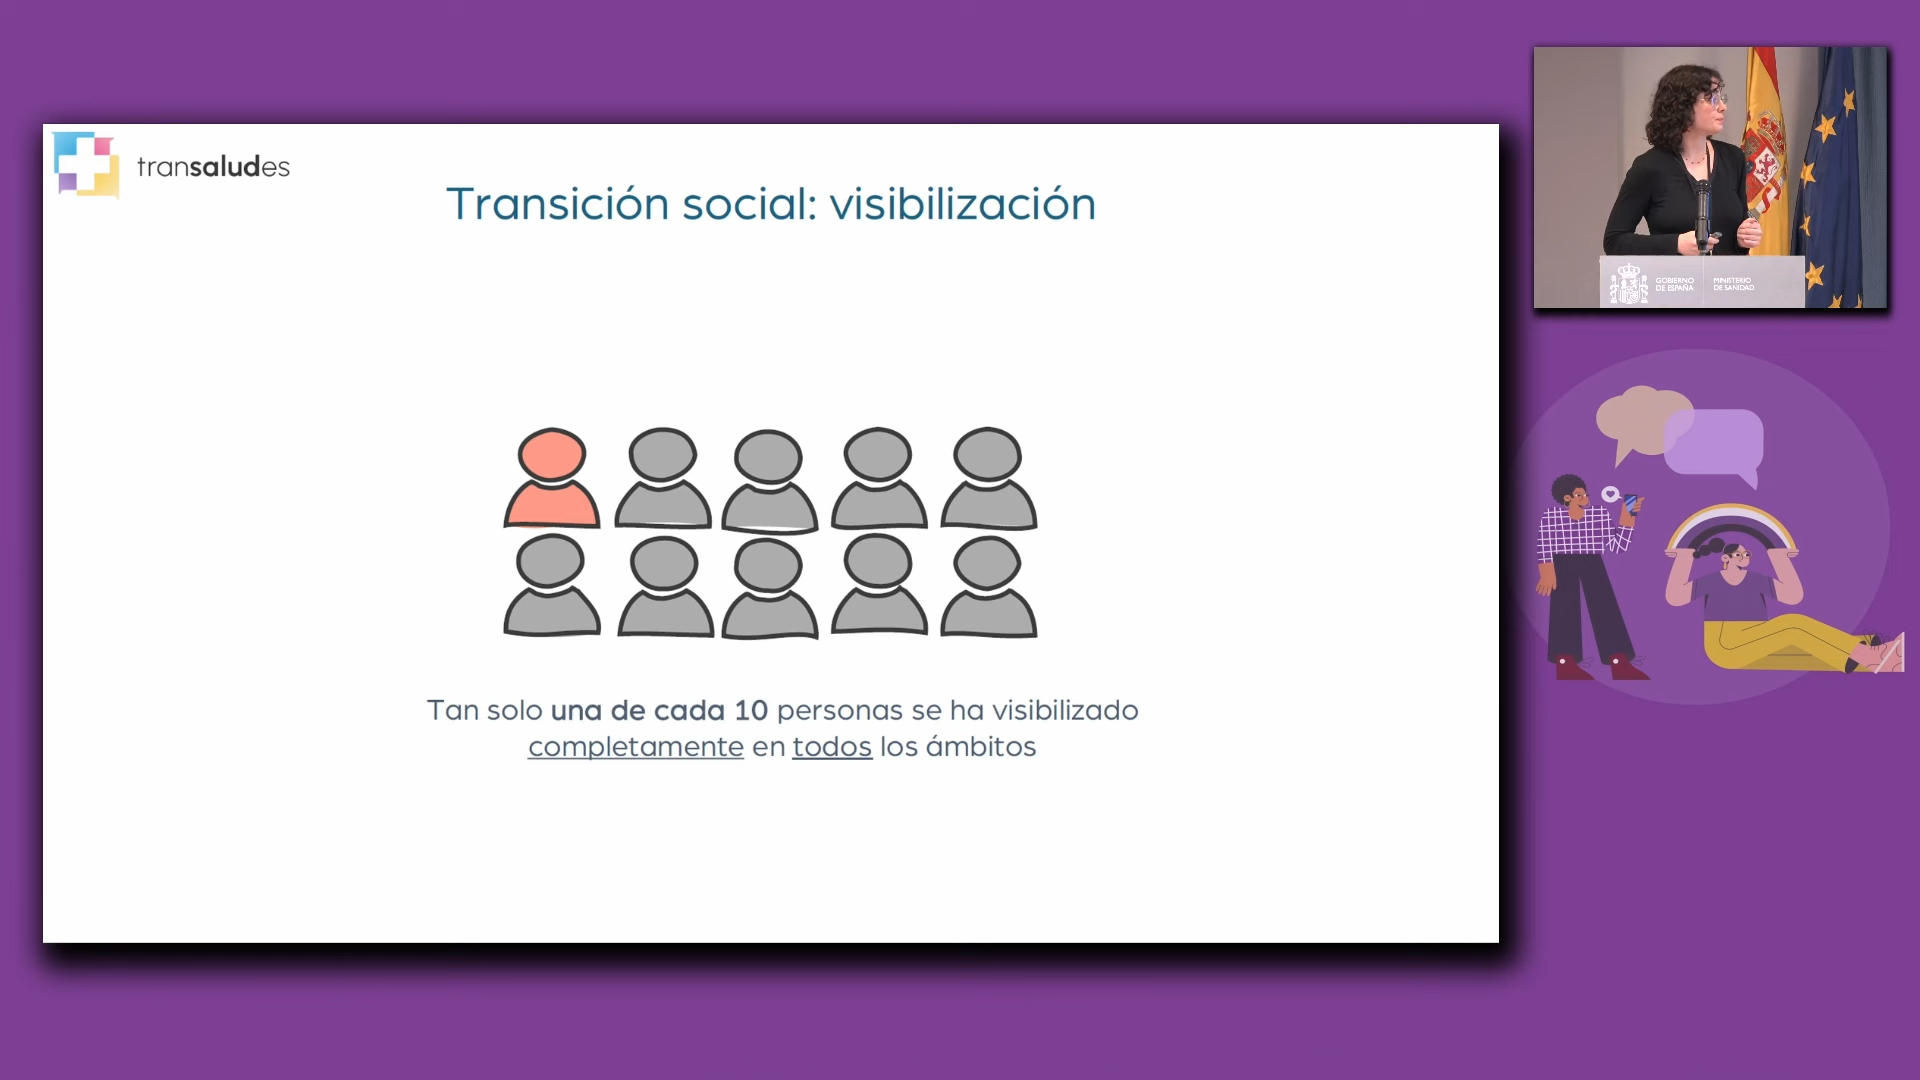 transaludes
Transición social: visibilización
Tan solo una de cada 10 personas se ha visibilizado
completamente en todos los ámbitos
GOBIERNO
DE ESPAÑA
MINISTERIO
DE SANIDAD